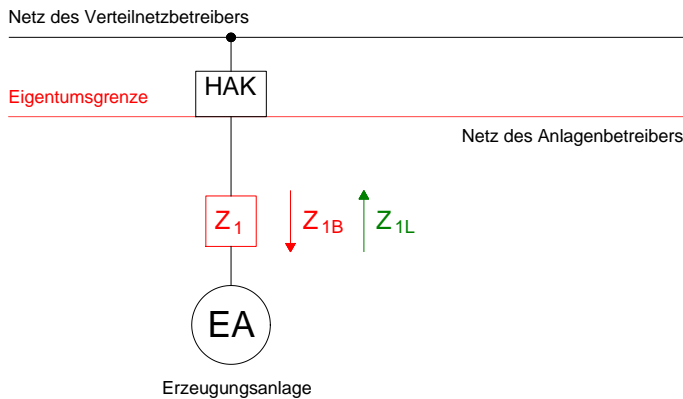 Netz des Verteilnetzbetreibers
HAK
Eigentumsgrenze
Netz des Anlagenbetreibers
Z1 Z1B Z1L
EA
Erzeugungsanlage